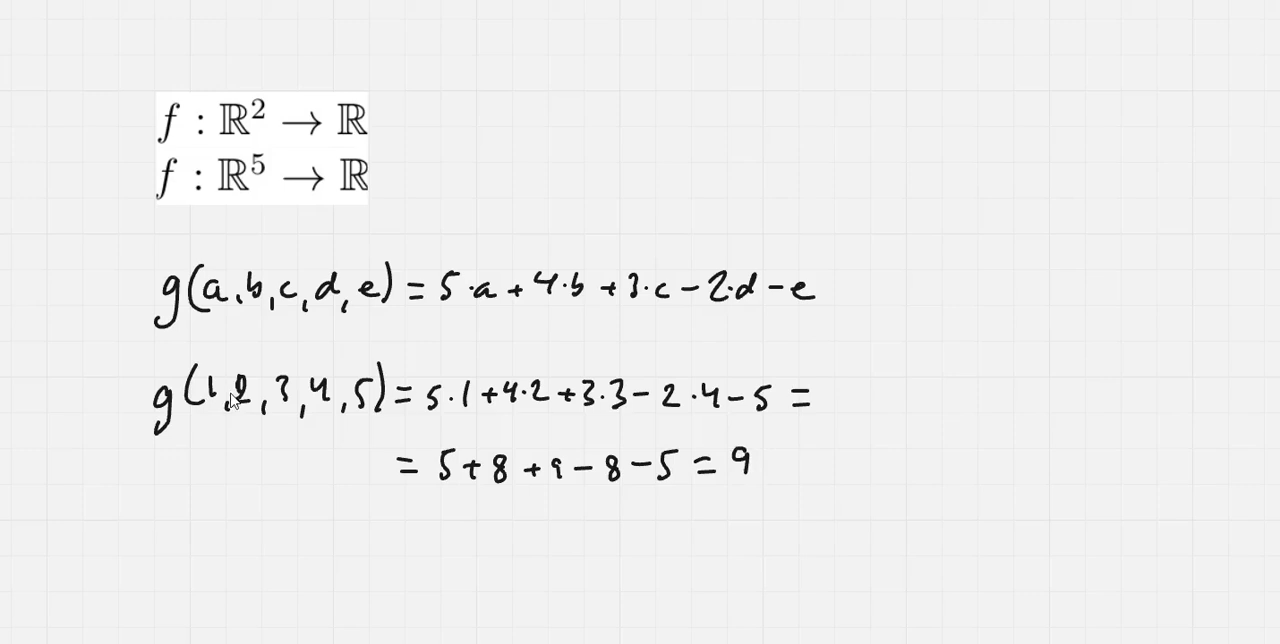 f : ℝ² → ℝ
f : ℝ⁵ → ℝ
g(a,b,c,d,e) = 5·a + 4·b + 3·c - 2·d - e
g(1,2,3,4,5) = 5·1 + 4·2 + 3·3 - 2·4 - 5 =
= 5 + 8 + 9 - 8 - 5 = 9